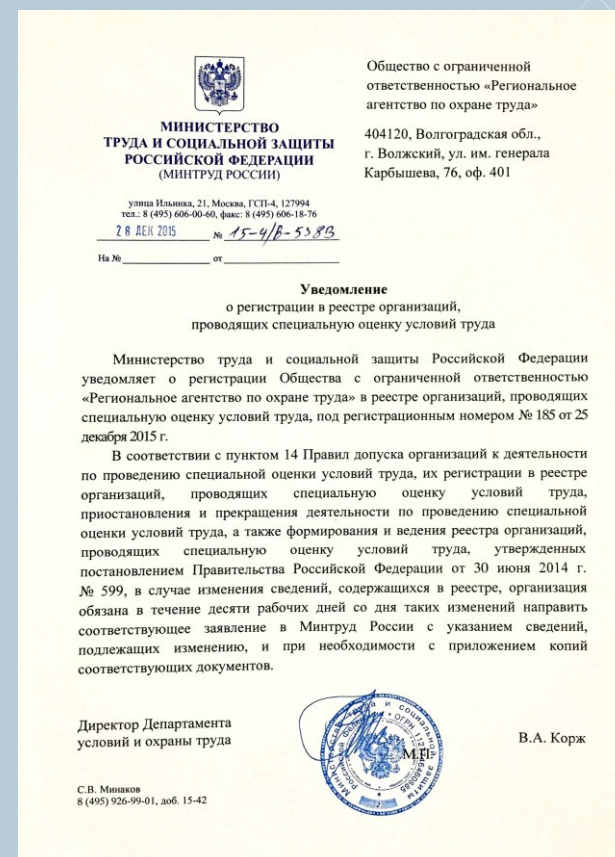 МИНИСТЕРСТВО
ТРУДА И СОЦИАЛЬНОЙ ЗАЩИТЫ
РОССИЙСКОЙ ФЕДЕРАЦИИ
(МИНТРУД РОССИИ)
улица Ильинка, 21, Москва, ГСП-4, 127994
тел.: 8 (495) 606-00-60, факс: 8 (495) 606-18-76
28 ДЕК 2015 № 15-4/В-5383
На № от
Общество с ограниченной
ответственностью «Региональное
агентство по охране труда»
404120, Волгоградская обл.,
г. Волжский, ул. им. генерала
Карбышева, 76, оф. 401
Уведомление
о регистрации в реестре организаций,
проводящих специальную оценку условий труда
Министерство труда и социальной защиты Российской Федерации
уведомляет о регистрации Общества с ограниченной ответственностью
«Региональное агентство по охране труда» в реестре организаций, проводящих
специальную оценку условий труда, под регистрационным номером № 185 от 25
декабря 2015 г.
В соответствии с пунктом 14 Правил допуска организаций к деятельности
по проведению специальной оценки условий труда, их регистрации в реестре
организаций, проводящих специальную оценку условий труда,
приостановления и прекращения деятельности по проведению специальной
оценки условий труда, а также формирования и ведения реестра организаций,
проводящих специальную оценку условий труда, утвержденных
постановлением Правительства Российской Федерации от 30 июня 2014 г.
№ 599, в случае изменения сведений, содержащихся в реестре, организация
обязана в течение десяти рабочих дней со дня таких изменений направить
соответствующее заявление в Минтруд России с указанием сведений,
подлежащих изменению, и при необходимости с приложением копий
соответствующих документов.
Директор Департамента
условий и охраны труда
М.П.
В.А. Корж
С.В. Минаков
8 (495) 926-99-01, доб. 15-42